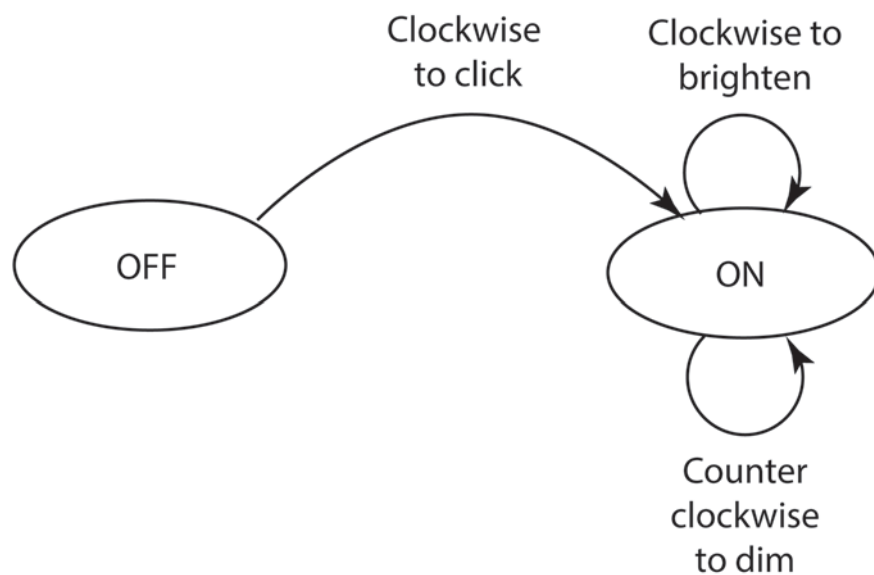 Clockwise
to click
Clockwise to
brighten
OFF
ON
Counter
clockwise
to dim